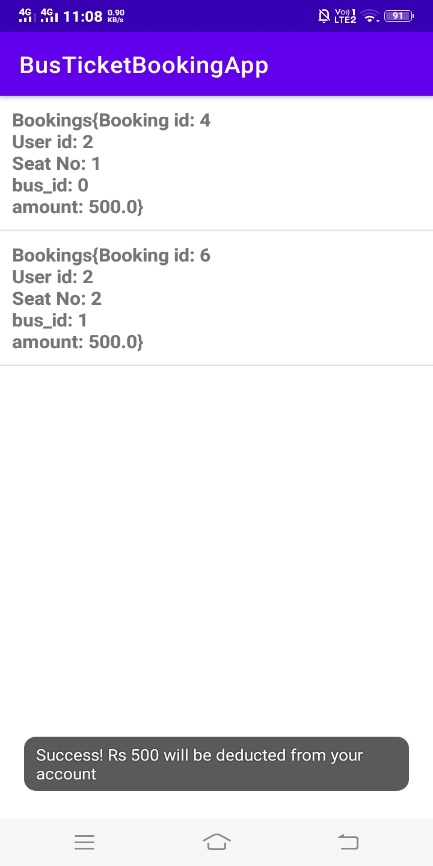 4G 4G 11:08 0.90 KB/s Vo) 1 LTE2 91
BusTicketBookingApp
Bookings{Booking id: 4
User id: 2
Seat No: 1
bus_id: 0
amount: 500.0}
Bookings{Booking id: 6
User id: 2
Seat No: 2
bus_id: 1
amount: 500.0}
Success! Rs 500 will be deducted from your
account